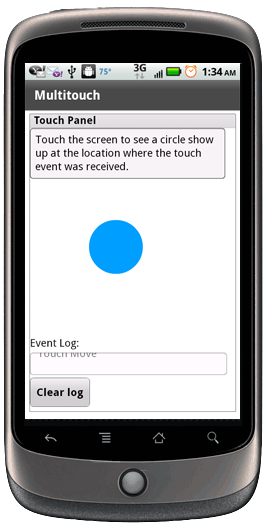 75° 3G 1:34 AM
Multitouch
Touch Panel
Touch the screen to see a circle show
up at the location where the touch
event was received.
Event Log:
Touch Move
Clear log